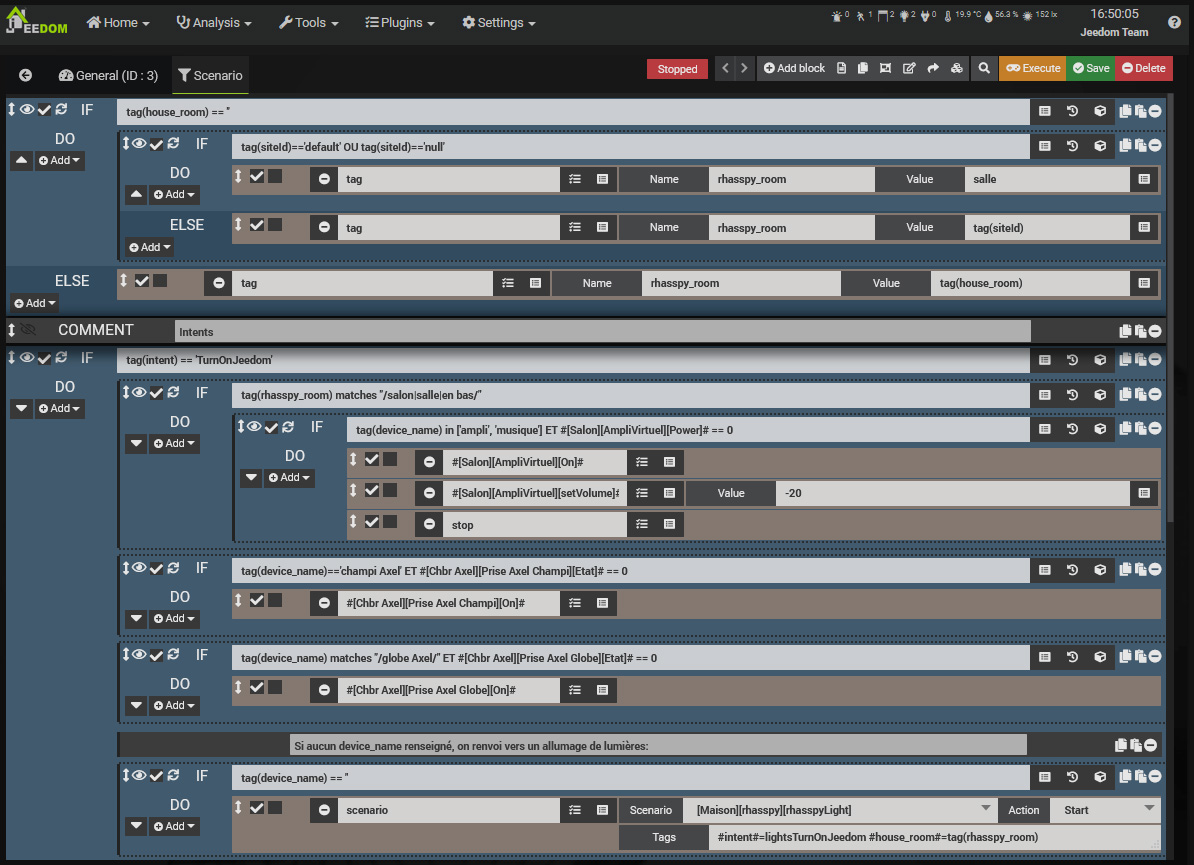 JEEDOM Home Analysis Tools Plugins Settings 0 1 2 2 0 19.9 °C 56.3 % 152 lx 16:50:05
Jeedom Team
General (ID : 3) Scenario Stopped Add block Execute Save Delete
IF tag(house_room) == ''
DO
Add
IF tag(siteId)=='default' OU tag(siteId)=='null'
DO tag Name rhasspy_room Value salle
Add
ELSE tag Name rhasspy_room Value tag(siteId)
Add
ELSE tag Name rhasspy_room Value tag(house_room)
Add
COMMENT Intents
IF tag(intent) == 'TurnOnJeedom'
DO
Add
IF tag(rhasspy_room) matches "/salon|salle|en bas/"
DO
Add
IF tag(device_name) in ['ampli', 'musique'] ET #[Salon][AmpliVirtuel][Power]# == 0
DO #[Salon][AmpliVirtuel][On]#
Add
#[Salon][AmpliVirtuel][setVolume]# Value -20
stop
IF tag(device_name)=='champi Axel' ET #[Chbr Axel][Prise Axel Champi][Etat]# == 0
DO #[Chbr Axel][Prise Axel Champi][On]#
Add
IF tag(device_name) matches "/globe Axel/" ET #[Chbr Axel][Prise Axel Globe][Etat]# == 0
DO #[Chbr Axel][Prise Axel Globe][On]#
Add
Si aucun device_name renseigné, on renvoi vers un allumage de lumières:
IF tag(device_name) == ''
DO scenario Scenario [Maison][rhasspy][rhasspyLight] Action Start
Add
Tags #intent#=lightsTurnOnJeedom #house_room#=tag(rhasspy_room)